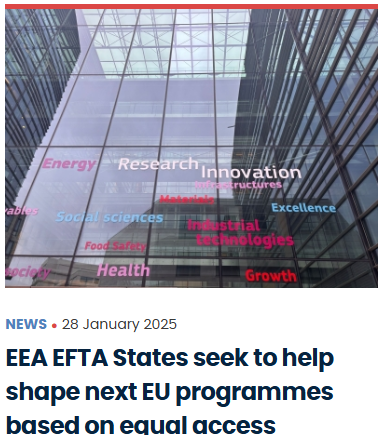 Energy
Research
Innovation
Infrastructures
Materials
Excellence
Social sciences
Industrial
technologies
Food Safety
Health
Growth
NEWS • 28 January 2025
EEA EFTA States seek to help
shape next EU programmes
based on equal access